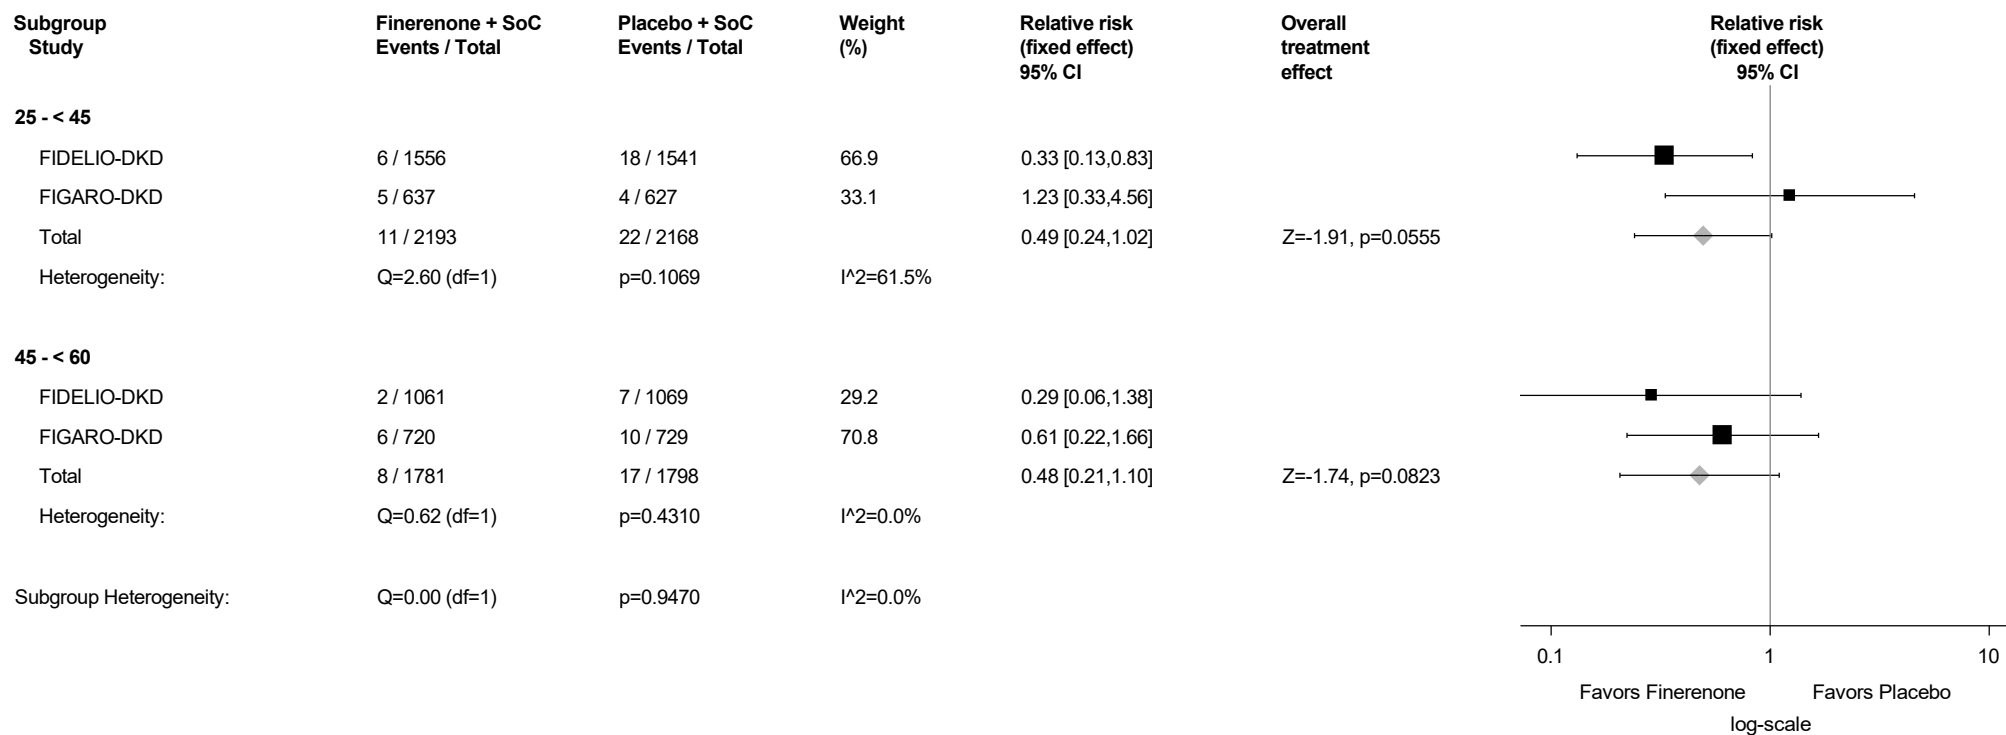 Subgroup Finerenone + SoC Placebo + SoC Weight Relative risk Overall Relative risk
Study Events / Total Events / Total (%) (fixed effect) treatment (fixed effect)
95% CI effect 95% CI
25 - < 45
FIDELIO-DKD 6 / 1556 18 / 1541 66.9 0.33 [0.13,0.83]
FIGARO-DKD 5 / 637 4 / 627 33.1 1.23 [0.33,4.56]
Total 11 / 2193 22 / 2168 0.49 [0.24,1.02] Z=-1.91, p=0.0555
Heterogeneity: Q=2.60 (df=1) p=0.1069 I^2=61.5%
45 - < 60
FIDELIO-DKD 2 / 1061 7 / 1069 29.2 0.29 [0.06,1.38]
FIGARO-DKD 6 / 720 10 / 729 70.8 0.61 [0.22,1.66]
Total 8 / 1781 17 / 1798 0.48 [0.21,1.10] Z=-1.74, p=0.0823
Heterogeneity: Q=0.62 (df=1) p=0.4310 I^2=0.0%
Subgroup Heterogeneity: Q=0.00 (df=1) p=0.9470 I^2=0.0%
0.1 1 10
Favors Finerenone Favors Placebo
log-scale